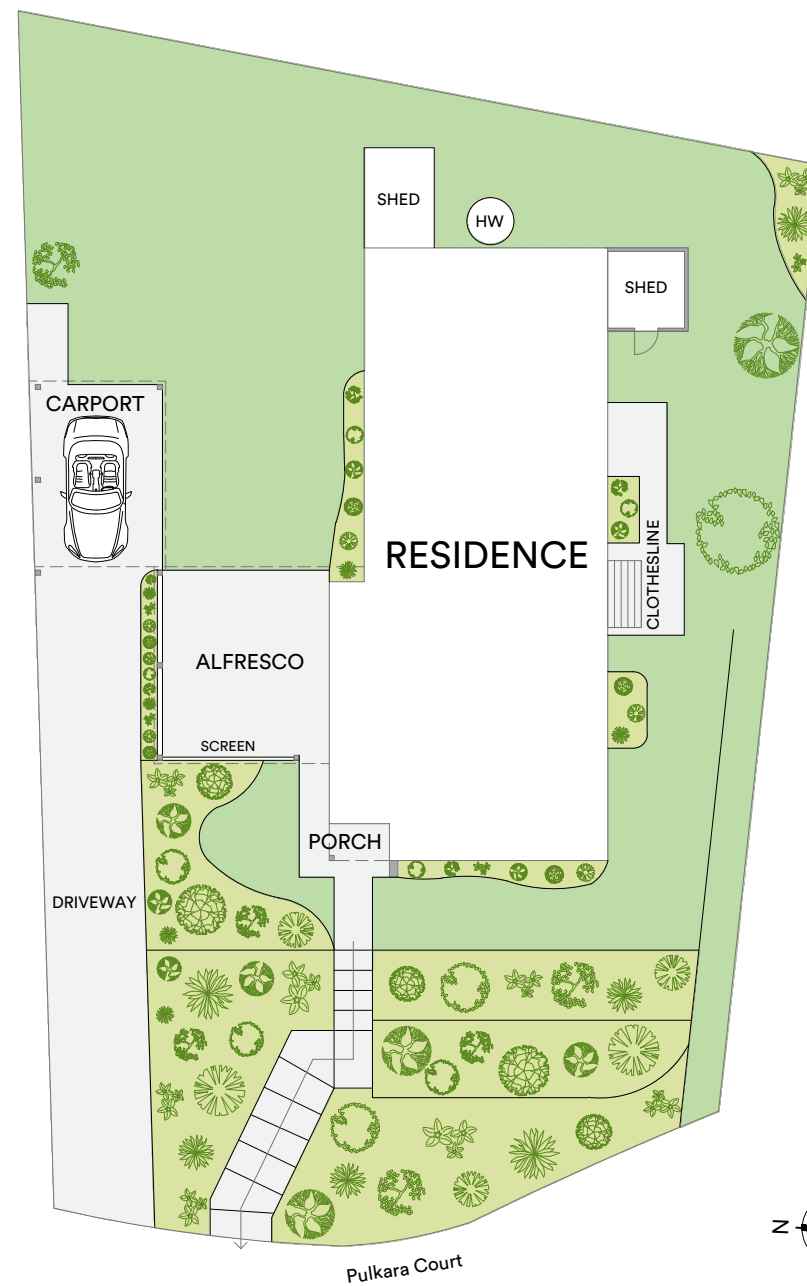 SHED
HW
SHED
CARPORT
RESIDENCE
CLOTHESLINE
ALFRESCO
SCREEN
PORCH
DRIVEWAY
N
Pulkara Court